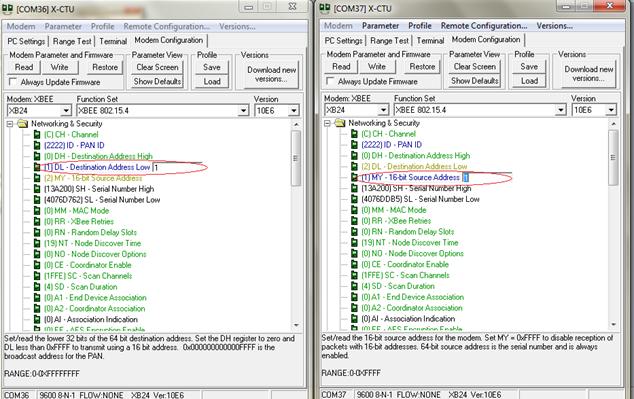 [COM36] X-CTU
Modem Parameter Profile Remote Configuration... Versions...
PC Settings Range Test Terminal Modem Configuration
Modem Parameter and Firmware Parameter View Profile Versions
Read Write Restore Clear Screen Save Download new versions...
Always Update Firmware Show Defaults Load
Modem: XBEE Function Set Version
XB24 XBEE 802.15.4 10E6
Networking & Security
(C) CH - Channel
(2222) ID - PAN ID
(0) DH - Destination Address High
(1) DL - Destination Address Low 1
(2) MY - 16-bit Source Address
(13A200) SH - Serial Number High
(4076D762) SL - Serial Number Low
(0) MM - MAC Mode
(0) RR - XBee Retries
(0) RN - Random Delay Slots
(19) NT - Node Discover Time
(0) NO - Node Discover Options
(0) CE - Coordinator Enable
(1FFE) SC - Scan Channels
(4) SD - Scan Duration
(0) A1 - End Device Association
(0) A2 - Coordinator Association
(0) AI - Association Indication
(0) EE - AES Encryption Enable
Set/read the lower 32 bits of the 64 bit destination address. Set the DH register to zero and
DL less than 0xFFFF to transmit using a 16 bit address. 0x000000000000FFFF is the
broadcast address for the PAN.
RANGE:0-0XFFFFFFFF
COM36 9600 8-N-1 FLOW:NONE XB24 Ver:10E6
[COM37] X-CTU
Modem Parameter Profile Remote Configuration... Versions...
PC Settings Range Test Terminal Modem Configuration
Modem Parameter and Firmware Parameter View Profile Versions
Read Write Restore Clear Screen Save Download new versions...
Always Update Firmware Show Defaults Load
Modem: XBEE Function Set Version
XB24 XBEE 802.15.4 10E6
Networking & Security
(C) CH - Channel
(2222) ID - PAN ID
(0) DH - Destination Address High
(2) DL - Destination Address Low
(1) MY - 16-bit Source Address 1
(13A200) SH - Serial Number High
(4076DDB5) SL - Serial Number Low
(0) MM - MAC Mode
(0) RR - XBee Retries
(0) RN - Random Delay Slots
(19) NT - Node Discover Time
(0) NO - Node Discover Options
(0) CE - Coordinator Enable
(1FFE) SC - Scan Channels
(4) SD - Scan Duration
(0) A1 - End Device Association
(0) A2 - Coordinator Association
(0) AI - Association Indication
(0) EE - AES Encryption Enable
Set/read the 16-bit source address for the modem. Set MY = 0xFFFF to disable reception of
packets with 16-bit addresses. 64-bit source address is the serial number and is always
enabled.
RANGE:0-0XFFFF
COM37 9600 8-N-1 FLOW:NONE XB24 Ver:10E6